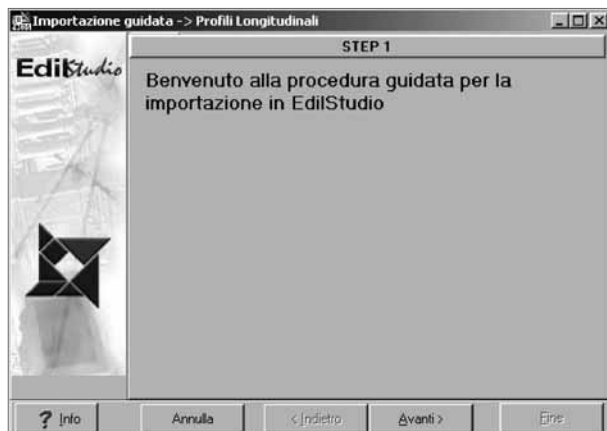 Importazione guidata -> Profili Longitudinali
STEP 1
EdilStudio
Benvenuto alla procedura guidata per la
importazione in EdilStudio
? Info
Annulla
< Indietro
Avanti >
Fine